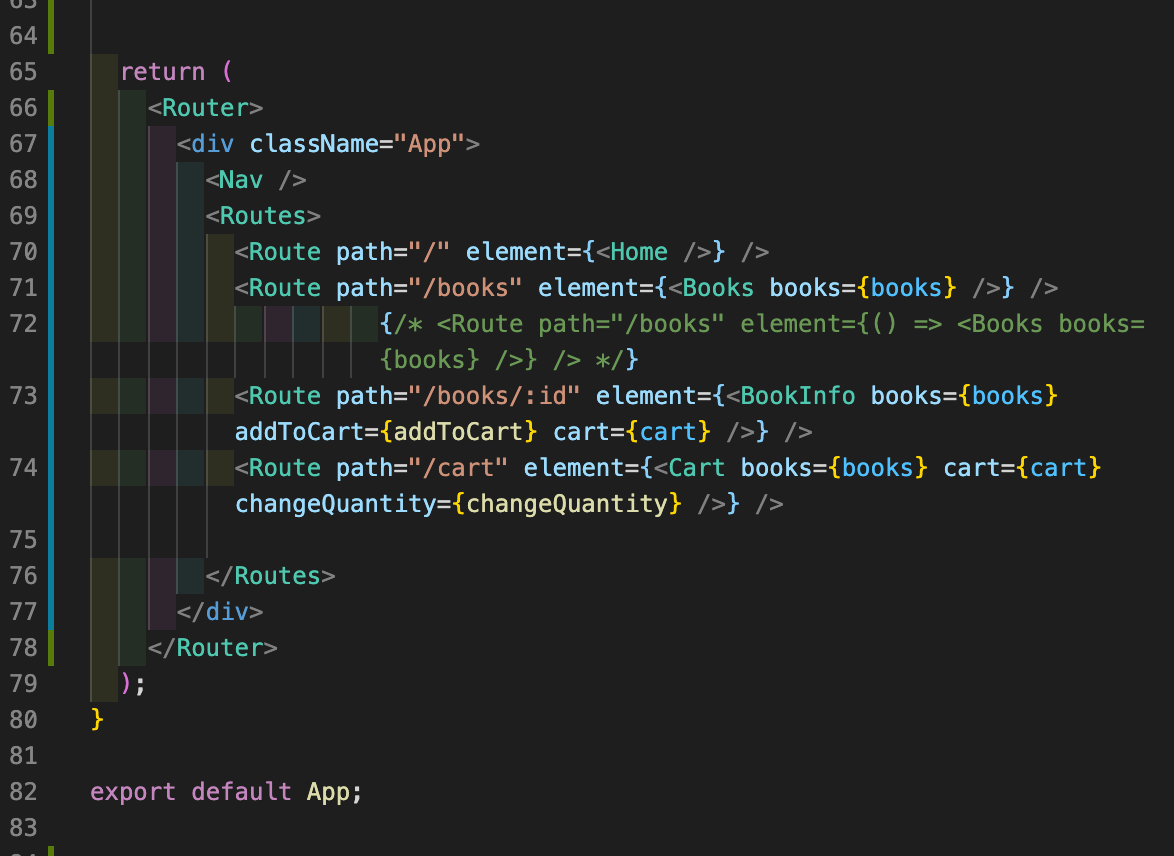 64
65 return (
66 <Router>
67 <div className="App">
68 <Nav />
69 <Routes>
70 <Route path="/" element={<Home />} />
71 <Route path="/books" element={<Books books={books} />} />
72 {/* <Route path="/books" element={() => <Books books=
{books} />} /> */}
73 <Route path="/books/:id" element={<BookInfo books={books}
addToCart={addToCart} cart={cart} />} />
74 <Route path="/cart" element={<Cart books={books} cart={cart}
changeQuantity={changeQuantity} />} />
75
76 </Routes>
77 </div>
78 </Router>
79 );
80 }
81
82 export default App;
83